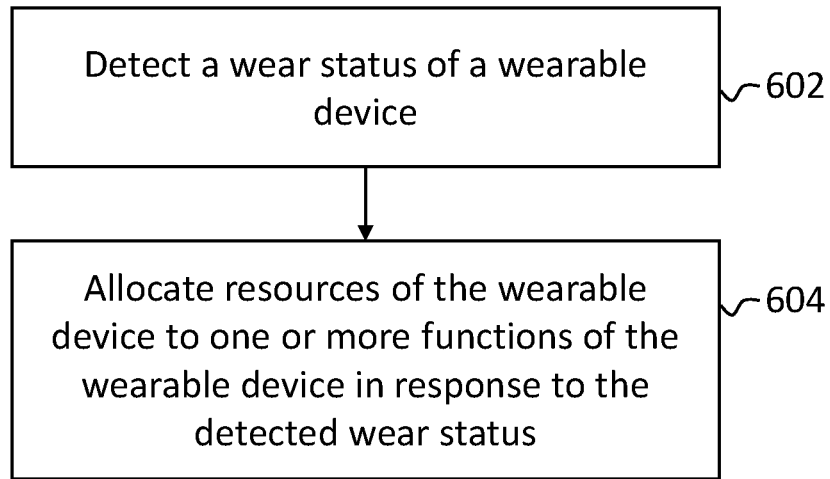 Detect a wear status of a wearable
device
602
Allocate resources of the wearable
device to one or more functions of the
wearable device in response to the
detected wear status
604